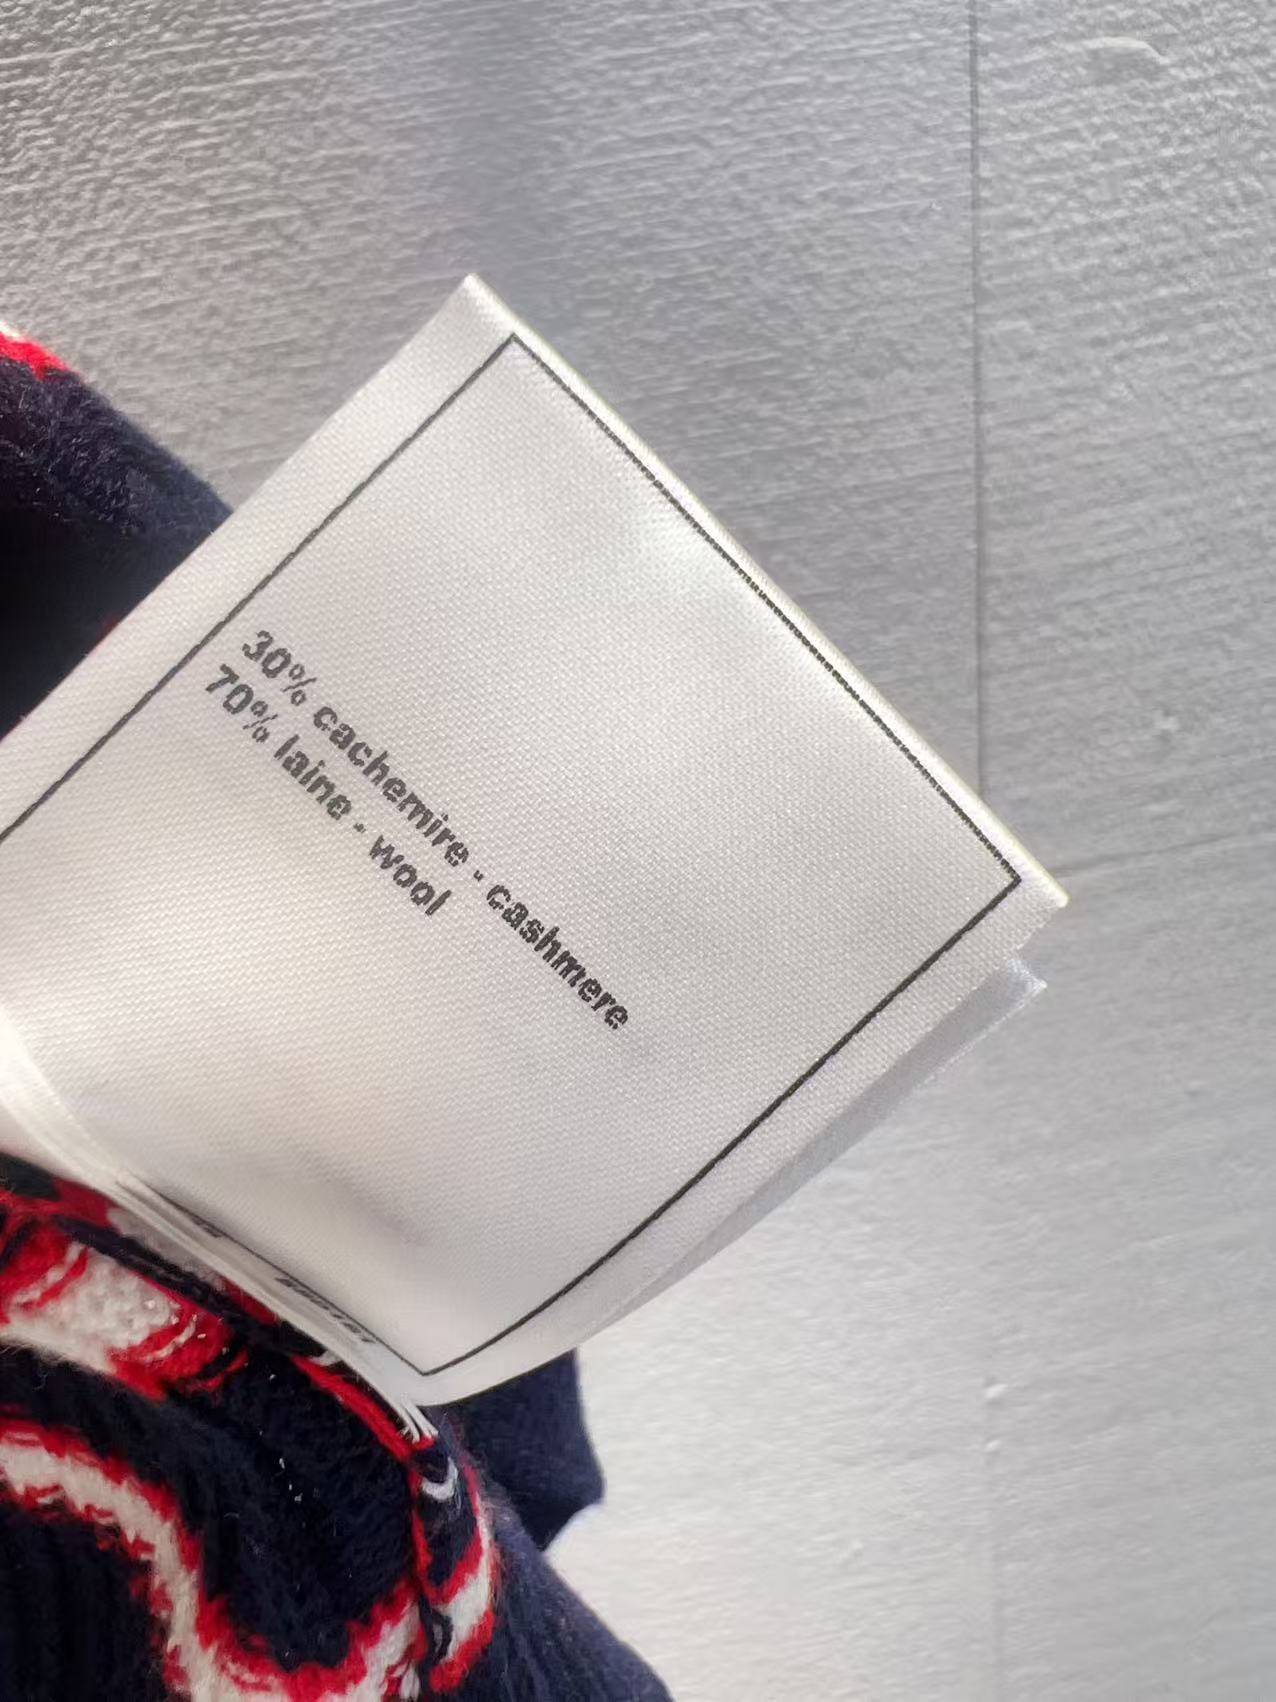 30% cachemire - cashmere
70% laine - wool